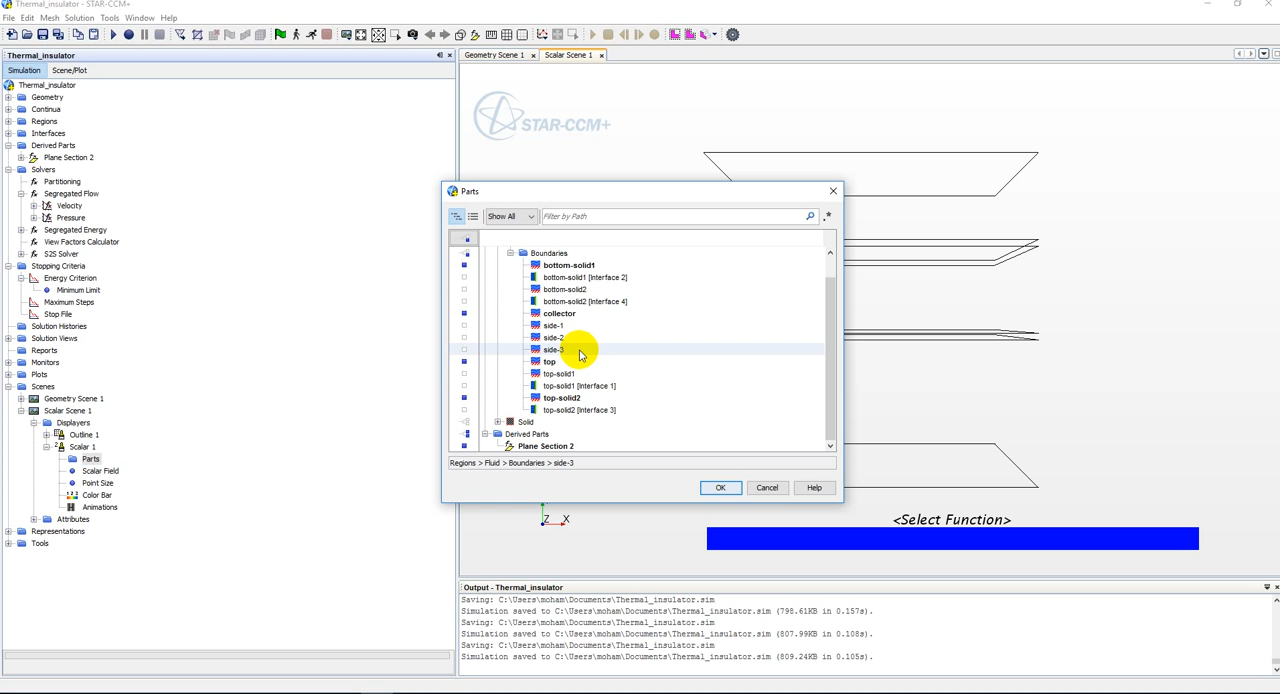 Thermal_insulator - STAR-CCM+
File Edit Mesh Solution Tools Window Help
Thermal_insulator
Simulation Scene/Plot
Thermal_insulator
Geometry
Continua
Regions
Interfaces
Derived Parts
Plane Section 2
Solvers
Partitioning
Segregated Flow
Velocity
Pressure
Segregated Energy
View Factors Calculator
S2S Solver
Stopping Criteria
Energy Criterion
Minimum Limit
Maximum Steps
Stop File
Solution Histories
Solution Views
Reports
Monitors
Plots
Scenes
Geometry Scene 1
Scalar Scene 1
Displayers
Outline 1
Scalar 1
Parts
Scalar Field
Point Size
Color Bar
Animations
Attributes
Representations
Tools
Geometry Scene 1 Scalar Scene 1
STAR-CCM+
Parts
Show All Filter by Path
Boundaries
bottom-solid1
bottom-solid1 [Interface 2]
bottom-solid2
bottom-solid2 [Interface 4]
collector
side-1
side-2
side-3
top
top-solid1
top-solid1 [Interface 1]
top-solid2
top-solid2 [Interface 3]
Solid
Derived Parts
Plane Section 2
Regions > Fluid > Boundaries > side-3
OK Cancel Help
Z X
<Select Function>
Output - Thermal_insulator
Saving: C:\Users\moham\Documents\Thermal_insulator.sim
Simulation saved to C:\Users\moham\Documents\Thermal_insulator.sim (798.61KB in 0.157s).
Saving: C:\Users\moham\Documents\Thermal_insulator.sim
Simulation saved to C:\Users\moham\Documents\Thermal_insulator.sim (807.99KB in 0.108s).
Saving: C:\Users\moham\Documents\Thermal_insulator.sim
Simulation saved to C:\Users\moham\Documents\Thermal_insulator.sim (809.24KB in 0.105s).